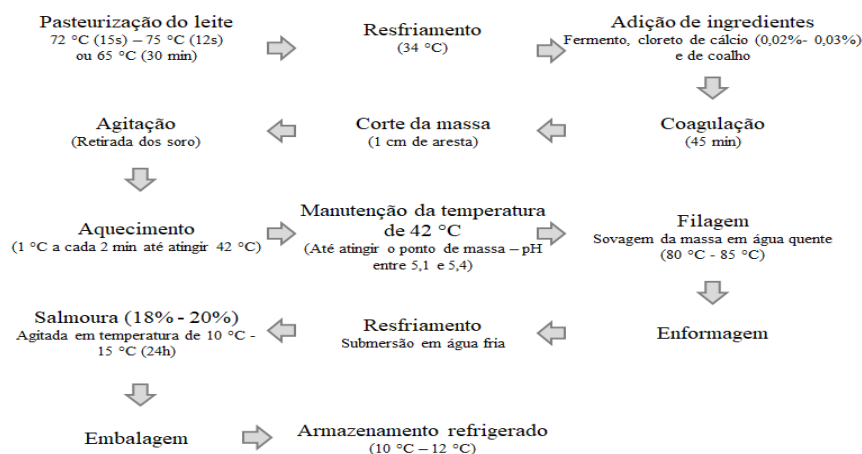 Pasteurização do leite
72 °C (15s) – 75 °C (12s)
ou 65 °C (30 min)
Resfriamento
(34 °C)
Adição de ingredientes
Fermento, cloreto de cálcio (0,02%- 0,03%)
e de coalho
Coagulação
(45 min)
Corte da massa
(1 cm de aresta)
Agitação
(Retirada dos soro)
Aquecimento
(1 °C a cada 2 min até atingir 42 °C)
Manutenção da temperatura
de 42 °C
(Até atingir o ponto de massa – pH
entre 5,1 e 5,4)
Filagem
Sovagem da massa em água quente
(80 °C - 85 °C)
Enformagem
Resfriamento
Submersão em água fria
Salmoura (18% - 20%)
Agitada em temperatura de 10 °C -
15 °C (24h)
Embalagem
Armazenamento refrigerado
(10 °C – 12 °C)